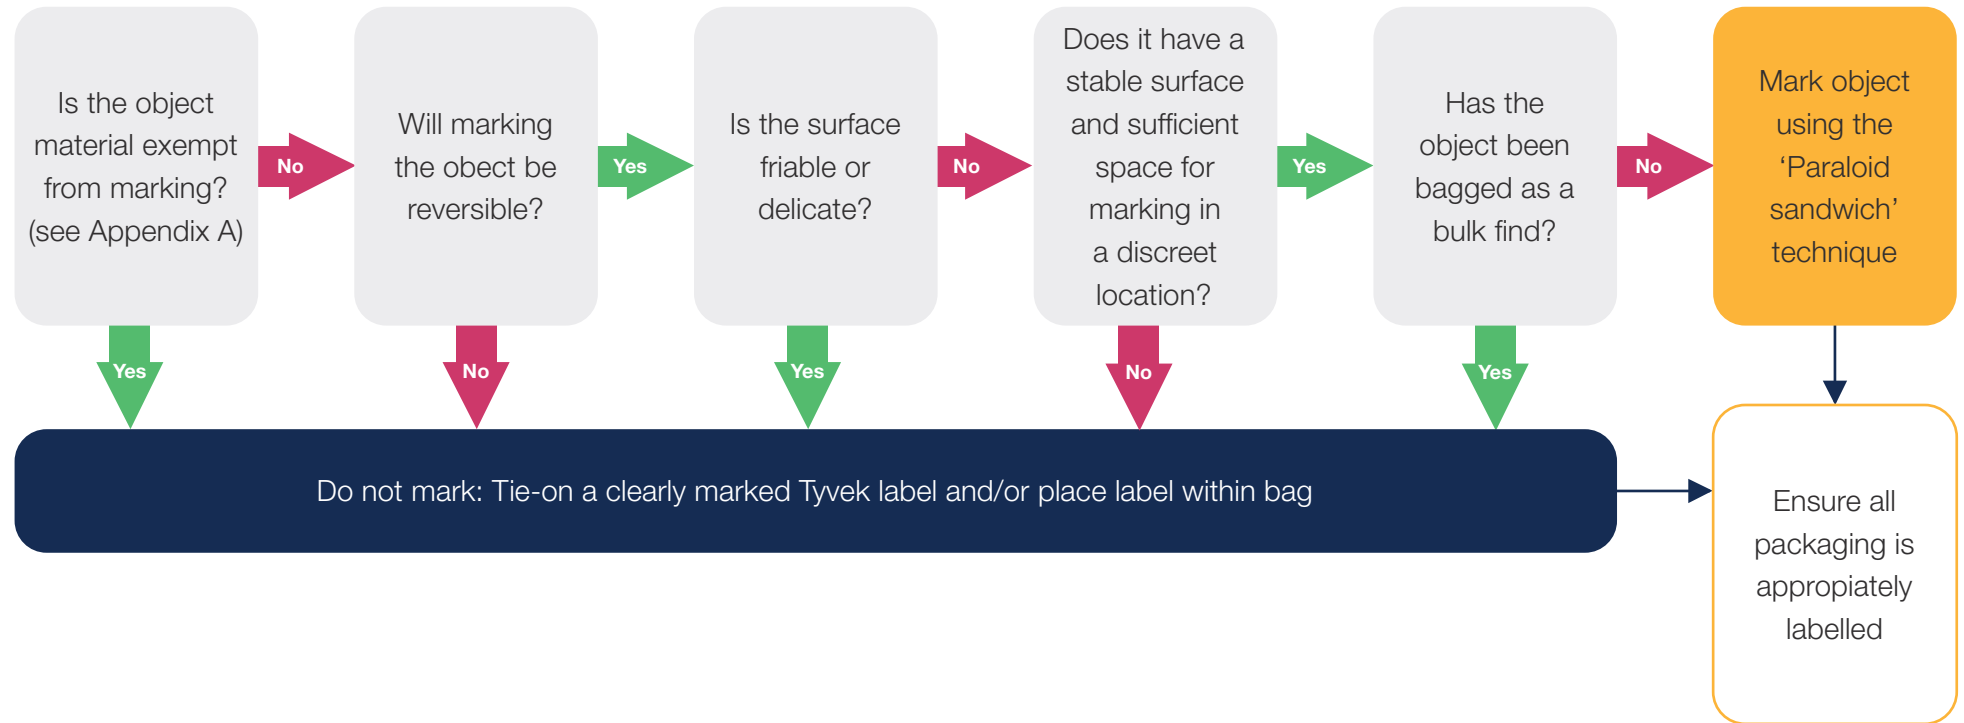 Is the object
material exempt
from marking?
(see Appendix A)
No
Will marking
the obect be
reversible?
Yes
Is the surface
friable or
delicate?
No
Does it have a
stable surface
and sufficient
space for
marking in
a discreet
location?
Yes
Has the
object been
bagged as a
bulk find?
No
Mark object
using the
‘Paraloid
sandwich’
technique
Yes
No
Yes
No
Yes
Do not mark: Tie-on a clearly marked Tyvek label and/or place label within bag
Ensure all
packaging is
appropiately
labelled